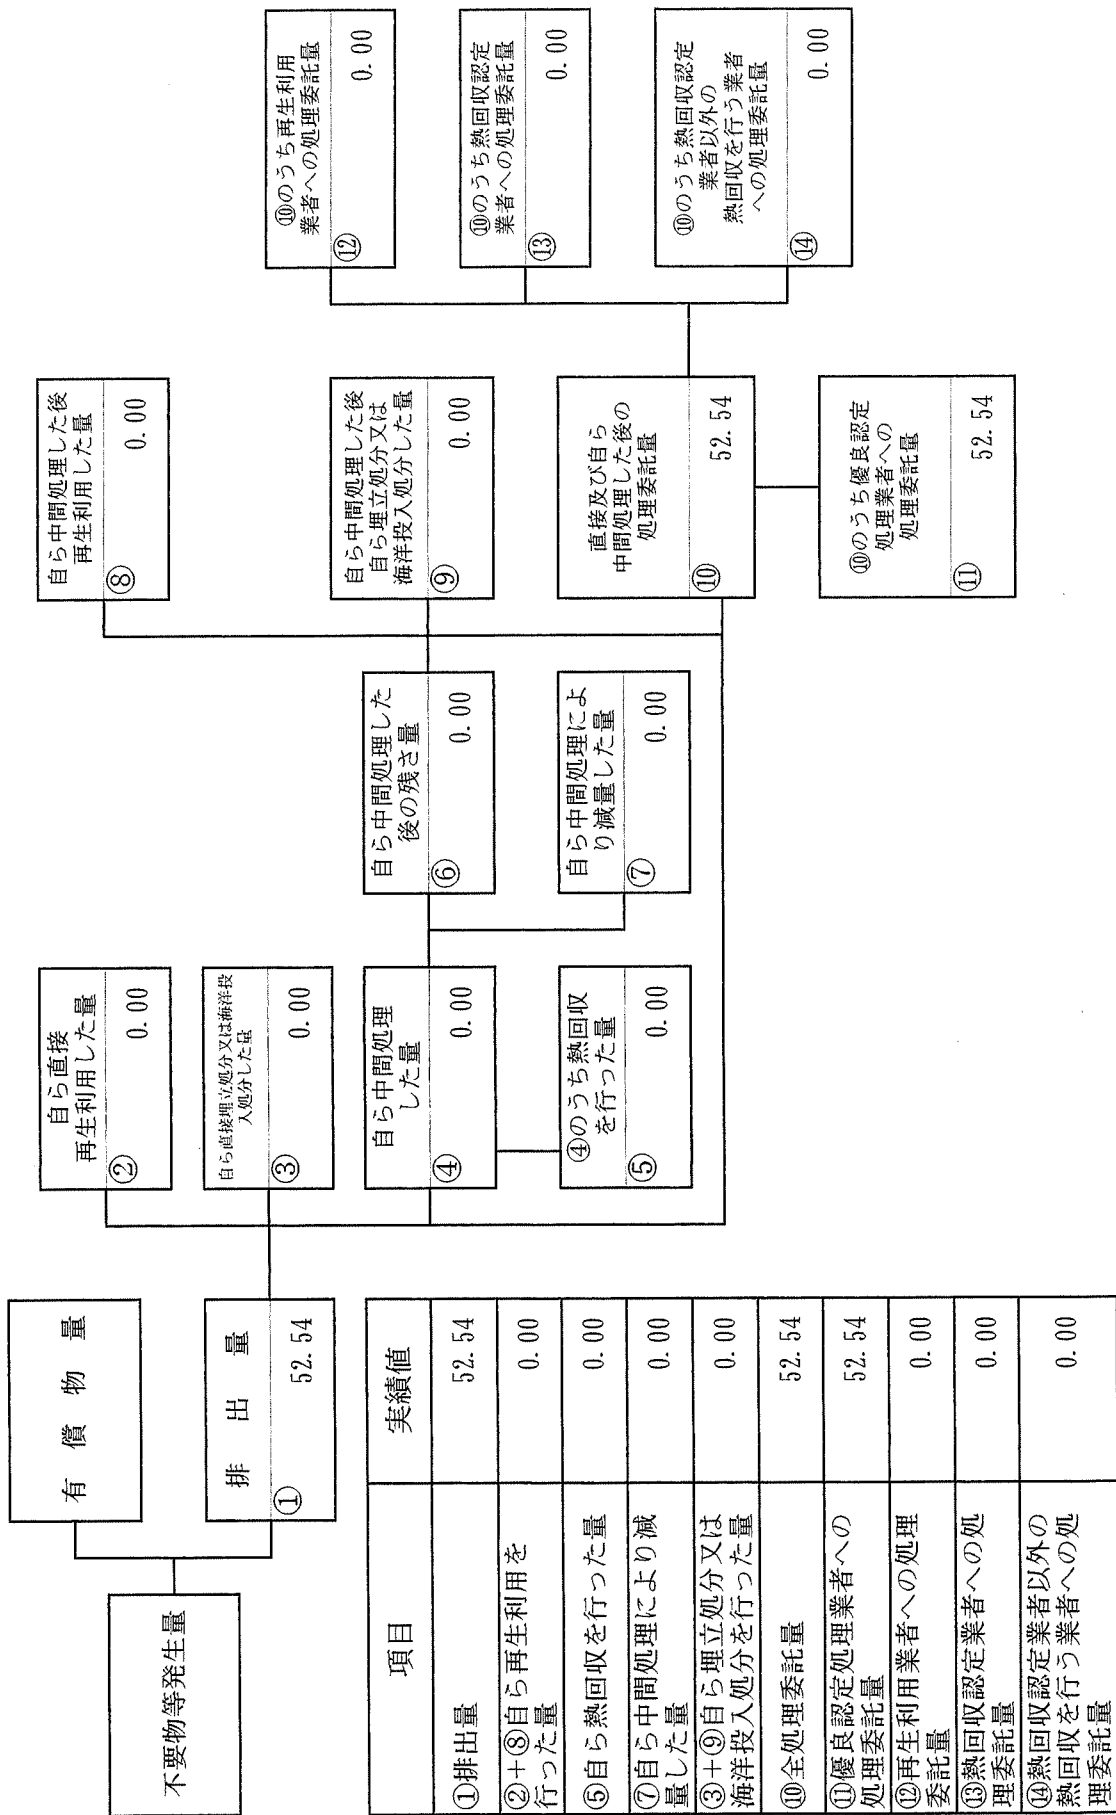 不要物等発生量
有償物量
排出量
① 52.54
自ら直接
再生利用した量
② 0.00
自ら直接埋立処分又は海洋投
入処分した量
③ 0.00
自ら中間処理
した量
④ 0.00
④のうち熱回収
を行った量
⑤ 0.00
自ら中間処理した
後の残さ量
⑥ 0.00
自ら中間処理によ
り減量した量
⑦ 0.00
自ら中間処理した後
再生利用した量
⑧ 0.00
自ら中間処理した後
自ら埋立処分又は
海洋投入処分した量
⑨ 0.00
直接及び自ら
中間処理した後の
処理委託量
⑩ 52.54
⑩のうち優良認定
処理業者への
処理委託量
⑪ 52.54
⑩のうち再生利用
業者への処理委託量
⑫ 0.00
⑩のうち熱回収認定
業者への処理委託量
⑬ 0.00
⑩のうち熱回収認定
業者以外の
熱回収を行う業者
への処理委託量
⑭ 0.00
項目 実績値
①排出量 52.54
②+⑧自ら再生利用を
行った量 0.00
⑤自ら熱回収を行った量 0.00
⑦自ら中間処理により減
量した量 0.00
③+⑨自ら埋立処分又は
海洋投入処分を行った量 0.00
⑩全処理委託量 52.54
⑪優良認定処理業者への
処理委託量 52.54
⑫再生利用業者への処理
委託量 0.00
⑬熱回収認定業者への処
理委託量 0.00
⑭熱回収認定業者以外の
熱回収を行う業者への処
理委託量 0.00